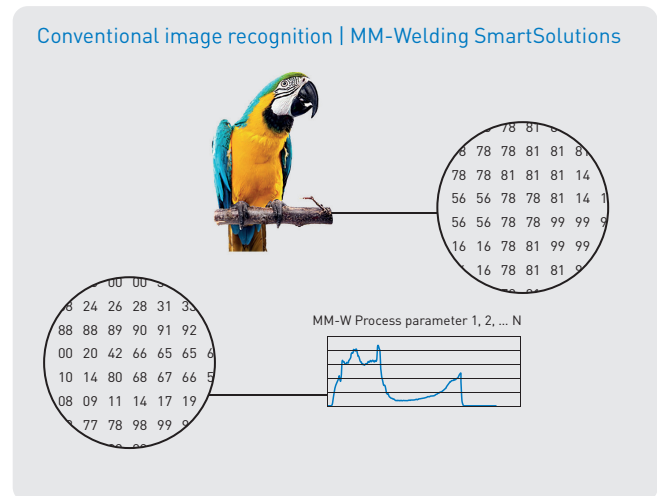 Conventional image recognition | MM-Welding SmartSolutions
78 81
78 78 81 81 81
78 78 81 81 81 14
56 56 78 78 81 14 1
56 56 78 78 99 99 9
16 16 78 81 99 99
16 78 81 81 9
00 00
8 24 26 28 31 33
88 88 89 90 91 92
00 20 42 66 65 65 6
10 14 80 68 67 66 5
08 09 11 14 17 19
77 78 98 99 9
MM-W Process parameter 1, 2, ... N